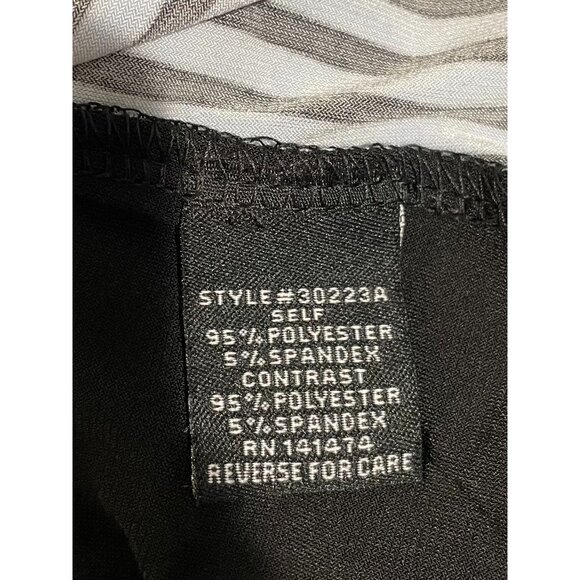 STYLE#30223A
SELF
95%POLYESTER
5%SPANDEX
CONTRAST
95%POLYESTER
5%SPANDEX
RN 141474
REVERSE FOR CARE